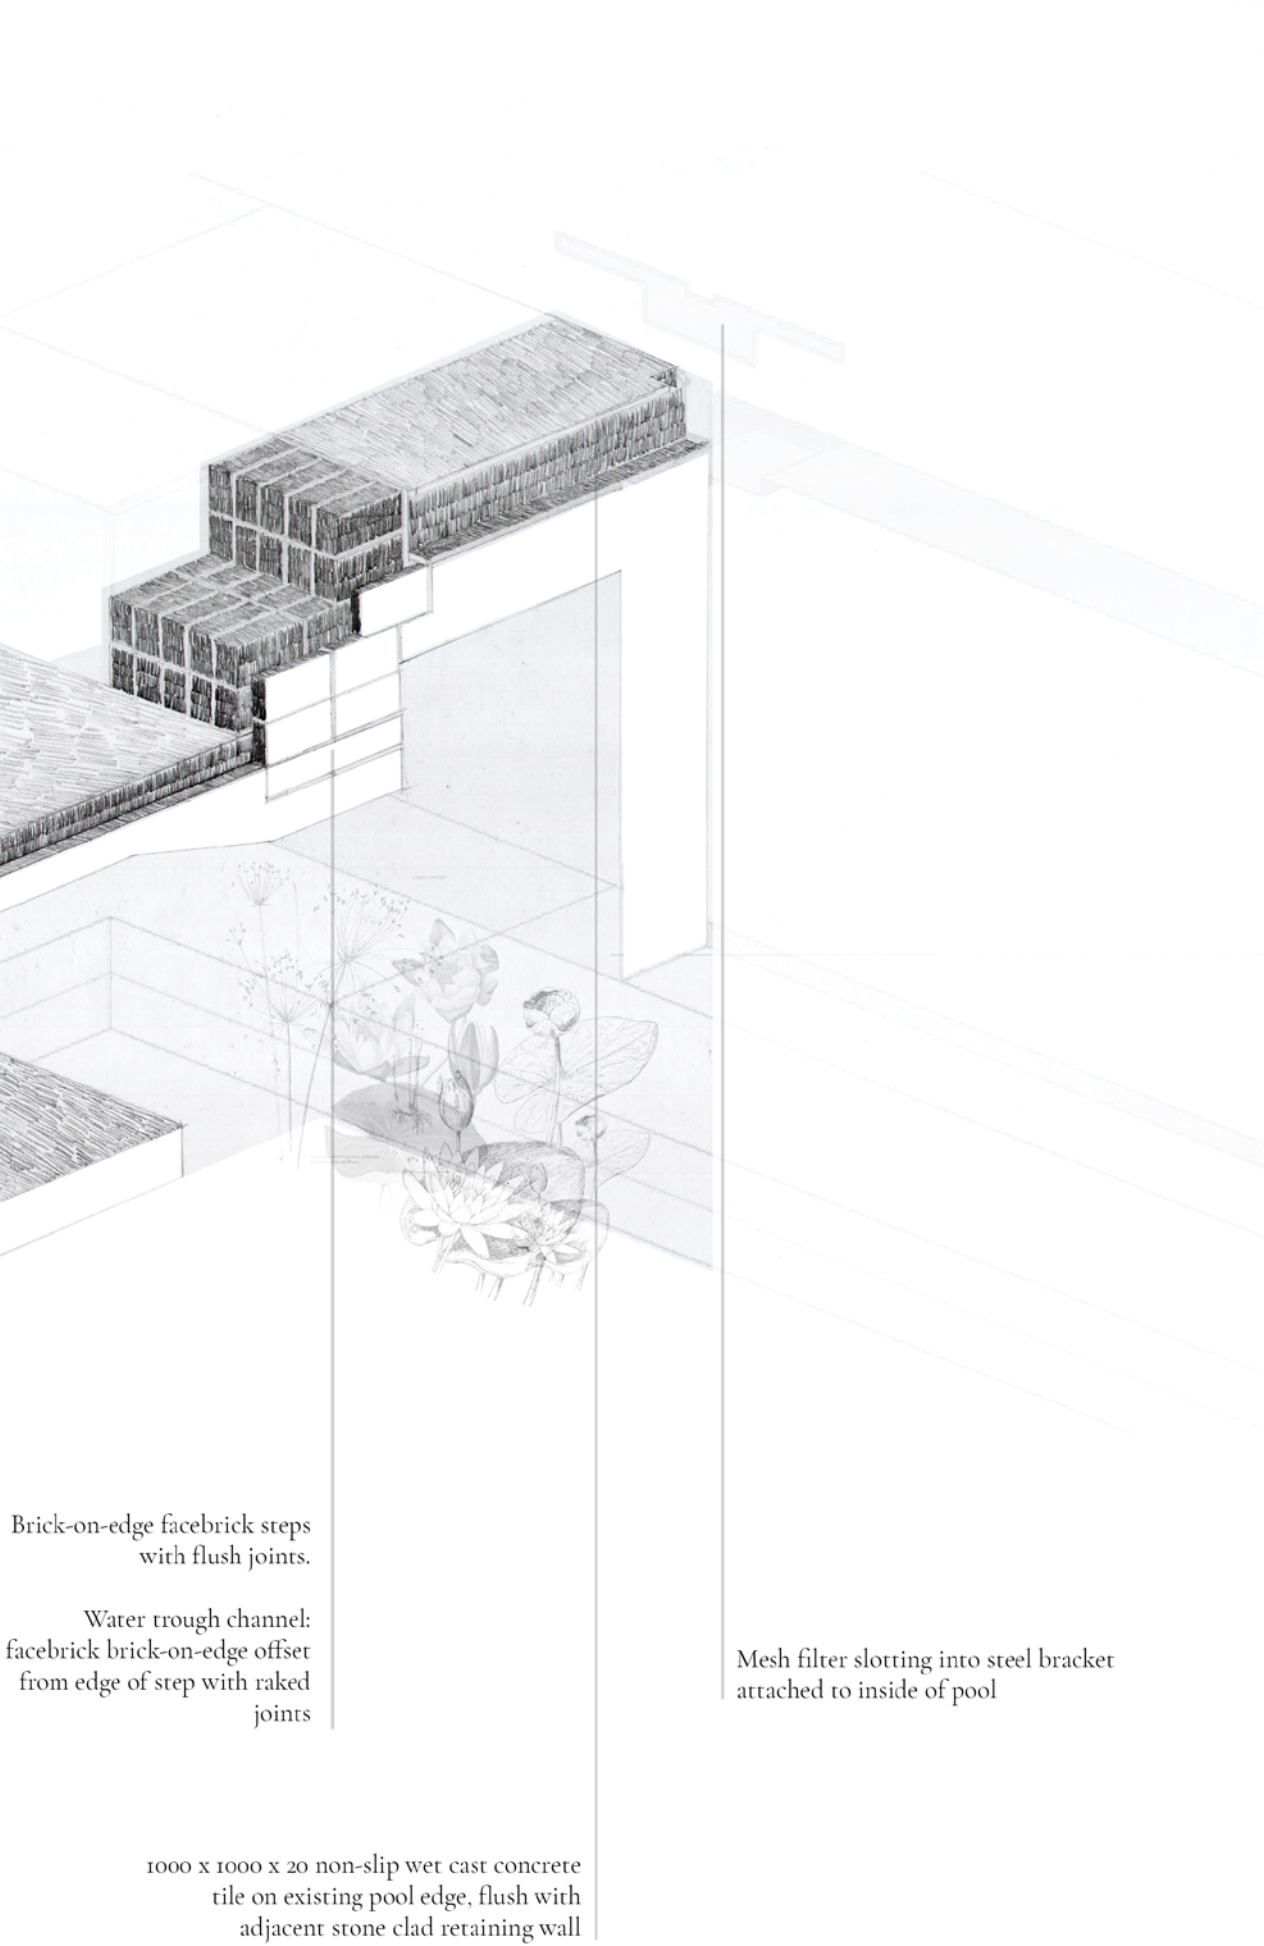 Brick-on-edge facebrick steps
with flush joints.
Water trough channel:
facebrick brick-on-edge offset
from edge of step with raked
joints
Mesh filter slotting into steel bracket
attached to inside of pool
1000 x 1000 x 20 non-slip wet cast concrete
tile on existing pool edge, flush with
adjacent stone clad retaining wall